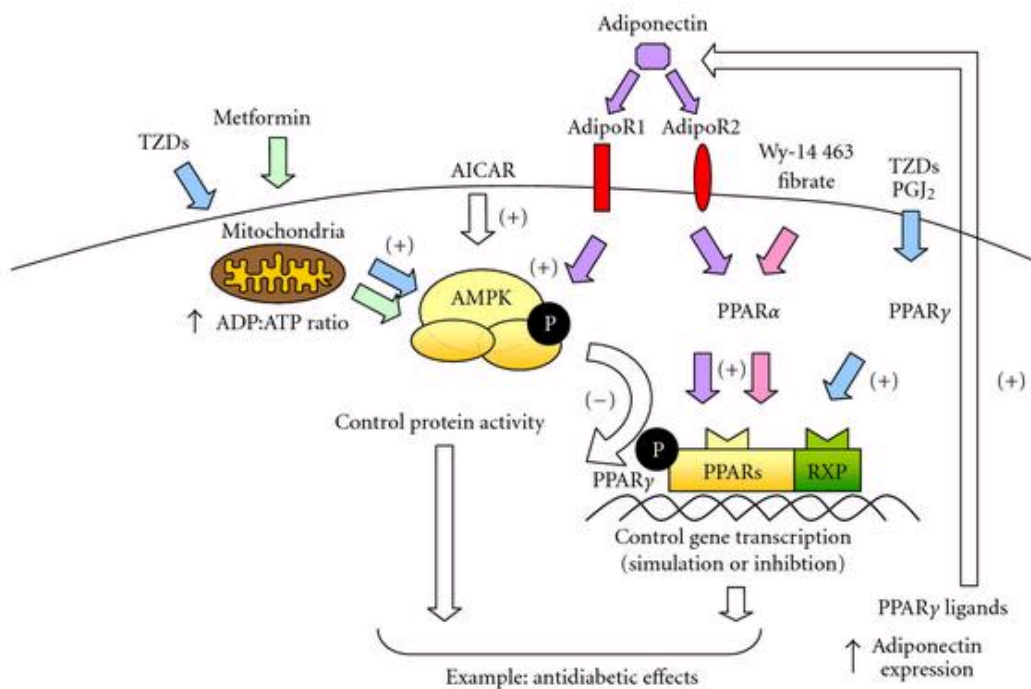 Adiponectin
AdipoR1 AdipoR2
Metformin
TZDs
AICAR
Wy-14 463
fibrate
TZDs
PGJ₂
(+)
Mitochondria
(+)
(+)
AMPK
P
↑ ADP:ATP ratio
PPARα
PPARγ
(+)
(+)
(+)
(−)
Control protein activity
P
PPARγ
PPARs
RXP
Control gene transcription
(simulation or inhibtion)
PPARγ ligands
↑ Adiponectin
expression
Example: antidiabetic effects